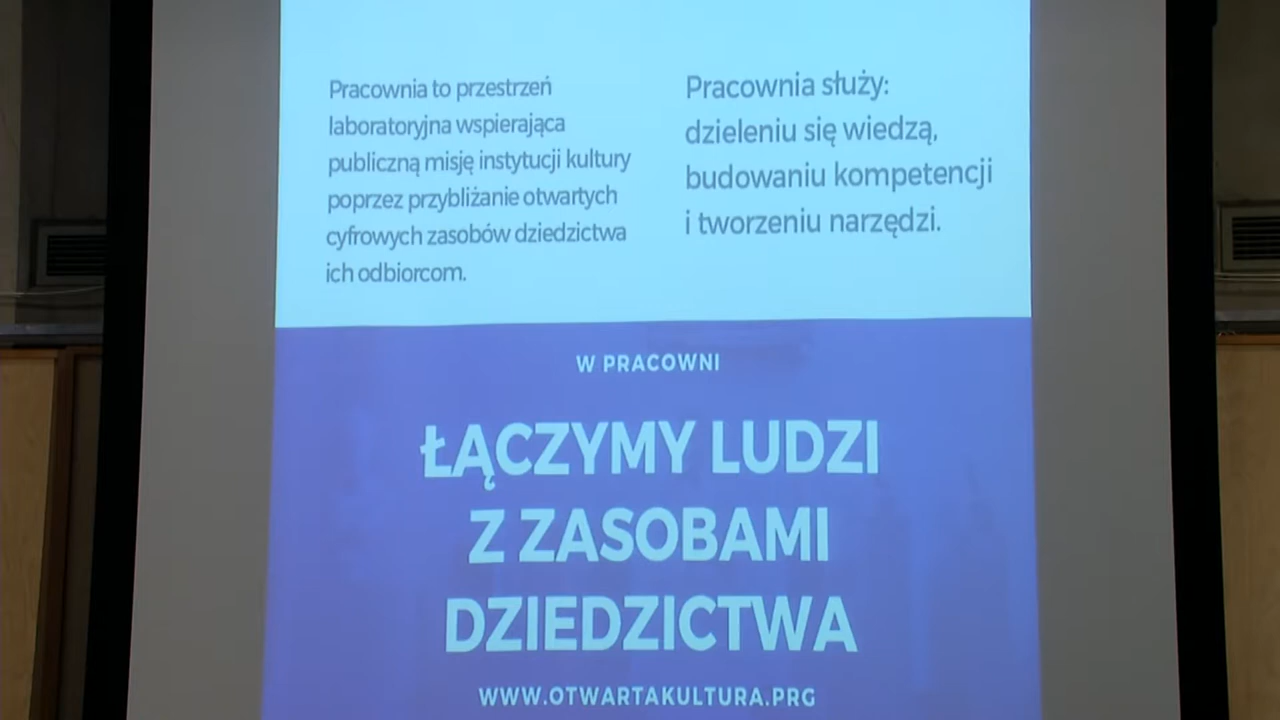 Pracownia to przestrzeń
laboratoryjna wspierająca
publiczną misję instytucji kultury
poprzez przybliżanie otwartych
cyfrowych zasobów dziedzictwa
ich odbiorcom.
Pracownia służy:
dzieleniu się wiedzą,
budowaniu kompetencji
i tworzeniu narzędzi.
W PRACOWNI
ŁĄCZYMY LUDZI
Z ZASOBAMI
DZIEDZICTWA
WWW.OTWARTAKULTURA.PRG